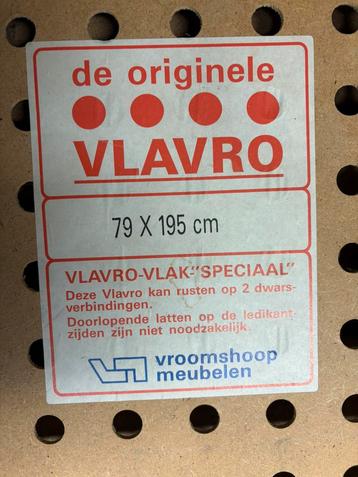 de originele
VLAVRO
79 X 195 cm
VLAVRO-VLAK-"SPECIAAL"
Deze Vlavro kan rusten op 2 dwars-
verbindingen.
Doorlopende latten op de ledikant-
zijden zijn niet noodzakelijk.
vroomshoop
meubelen